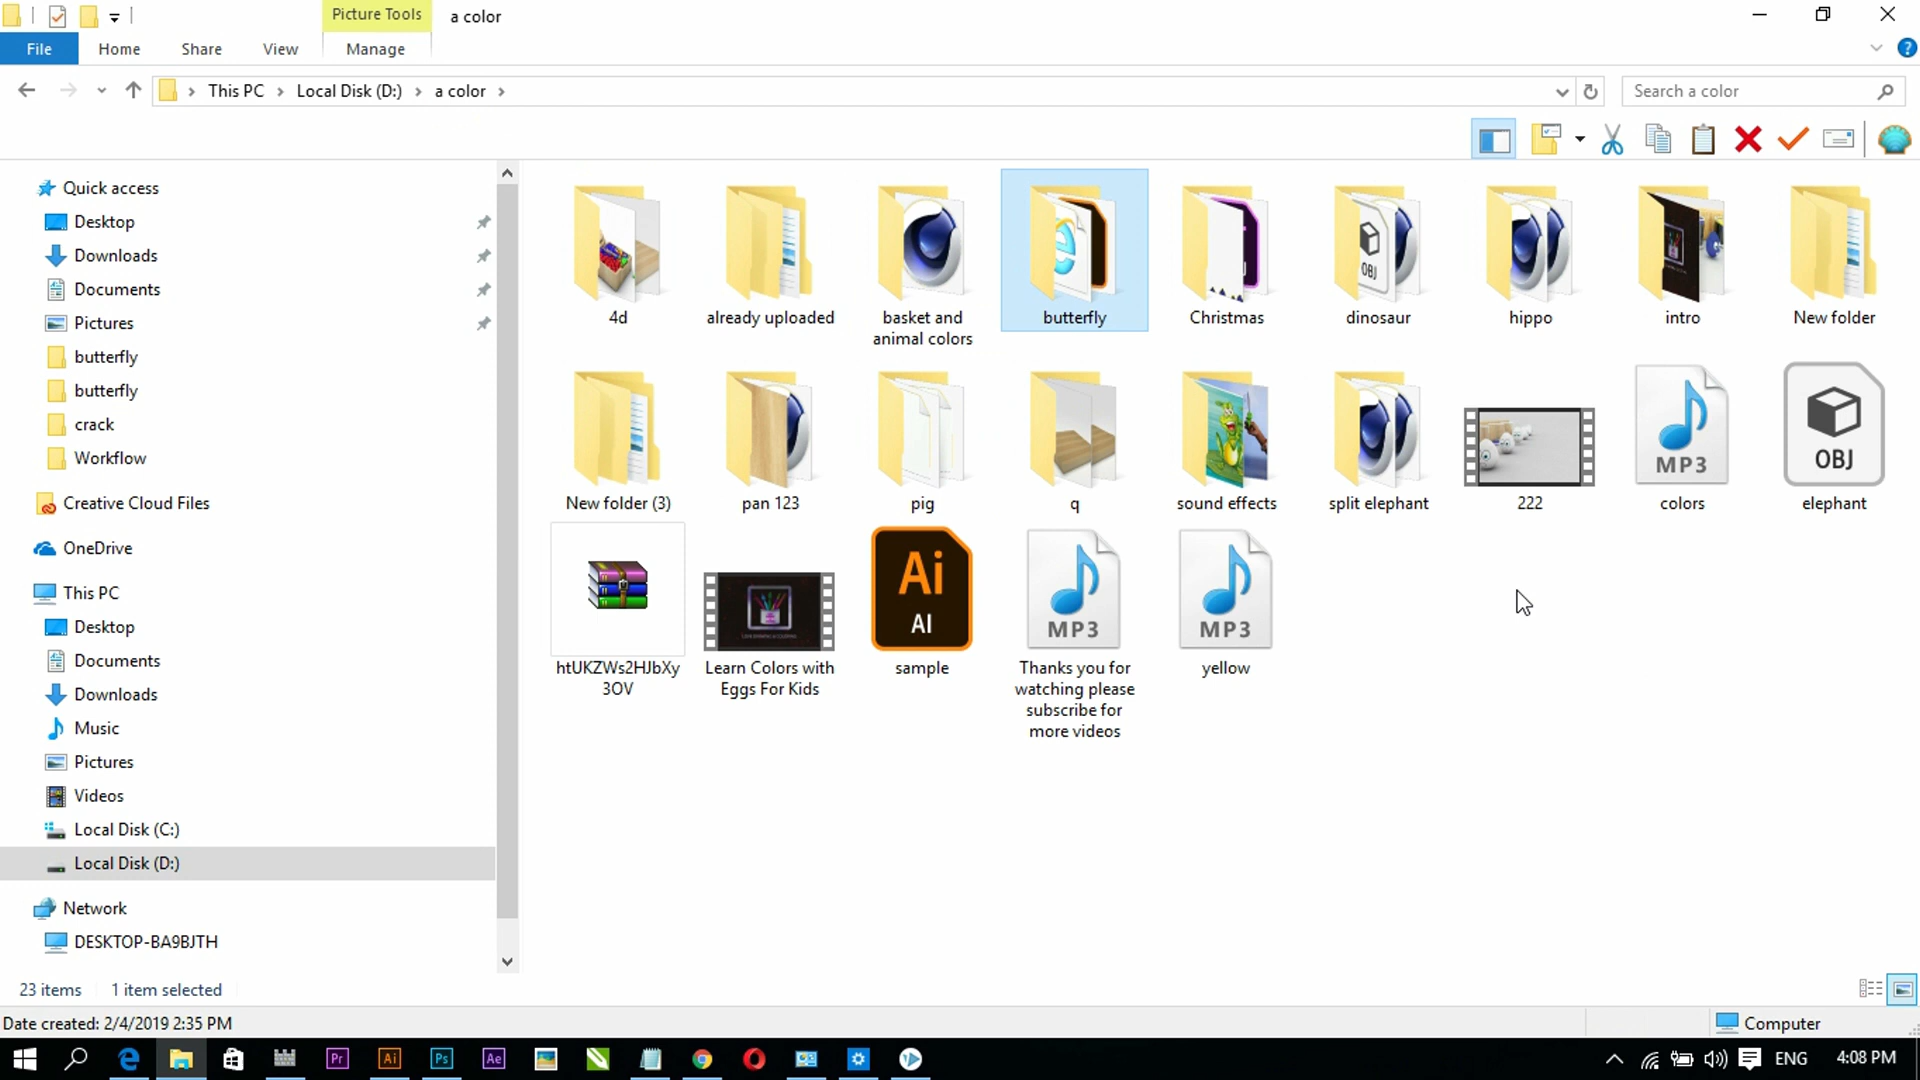 Picture Tools
a color
File
Home
Share
View
Manage
This PC
Local Disk (D:)
a color
Search a color
Quick access
Desktop
Downloads
Documents
Pictures
butterfly
butterfly
crack
Workflow
Creative Cloud Files
OneDrive
This PC
Desktop
Documents
Downloads
Music
Pictures
Videos
Local Disk (C:)
Local Disk (D:)
Network
DESKTOP-BA9BJTH
4d
already uploaded
basket and
animal colors
butterfly
Christmas
OBJ
dinosaur
hippo
intro
New folder
New folder (3)
pan 123
pig
q
sound effects
split elephant
222
MP3
colors
OBJ
elephant
htUKZWs2HJbXy
3OV
Learn Colors with
Eggs For Kids
Ai
AI
sample
MP3
Thanks you for
watching please
subscribe for
more videos
MP3
yellow
23 items
1 item selected
Date created: 2/4/2019 2:35 PM
Computer
Pr
Ai
Ps
Ae
ENG
4:08 PM